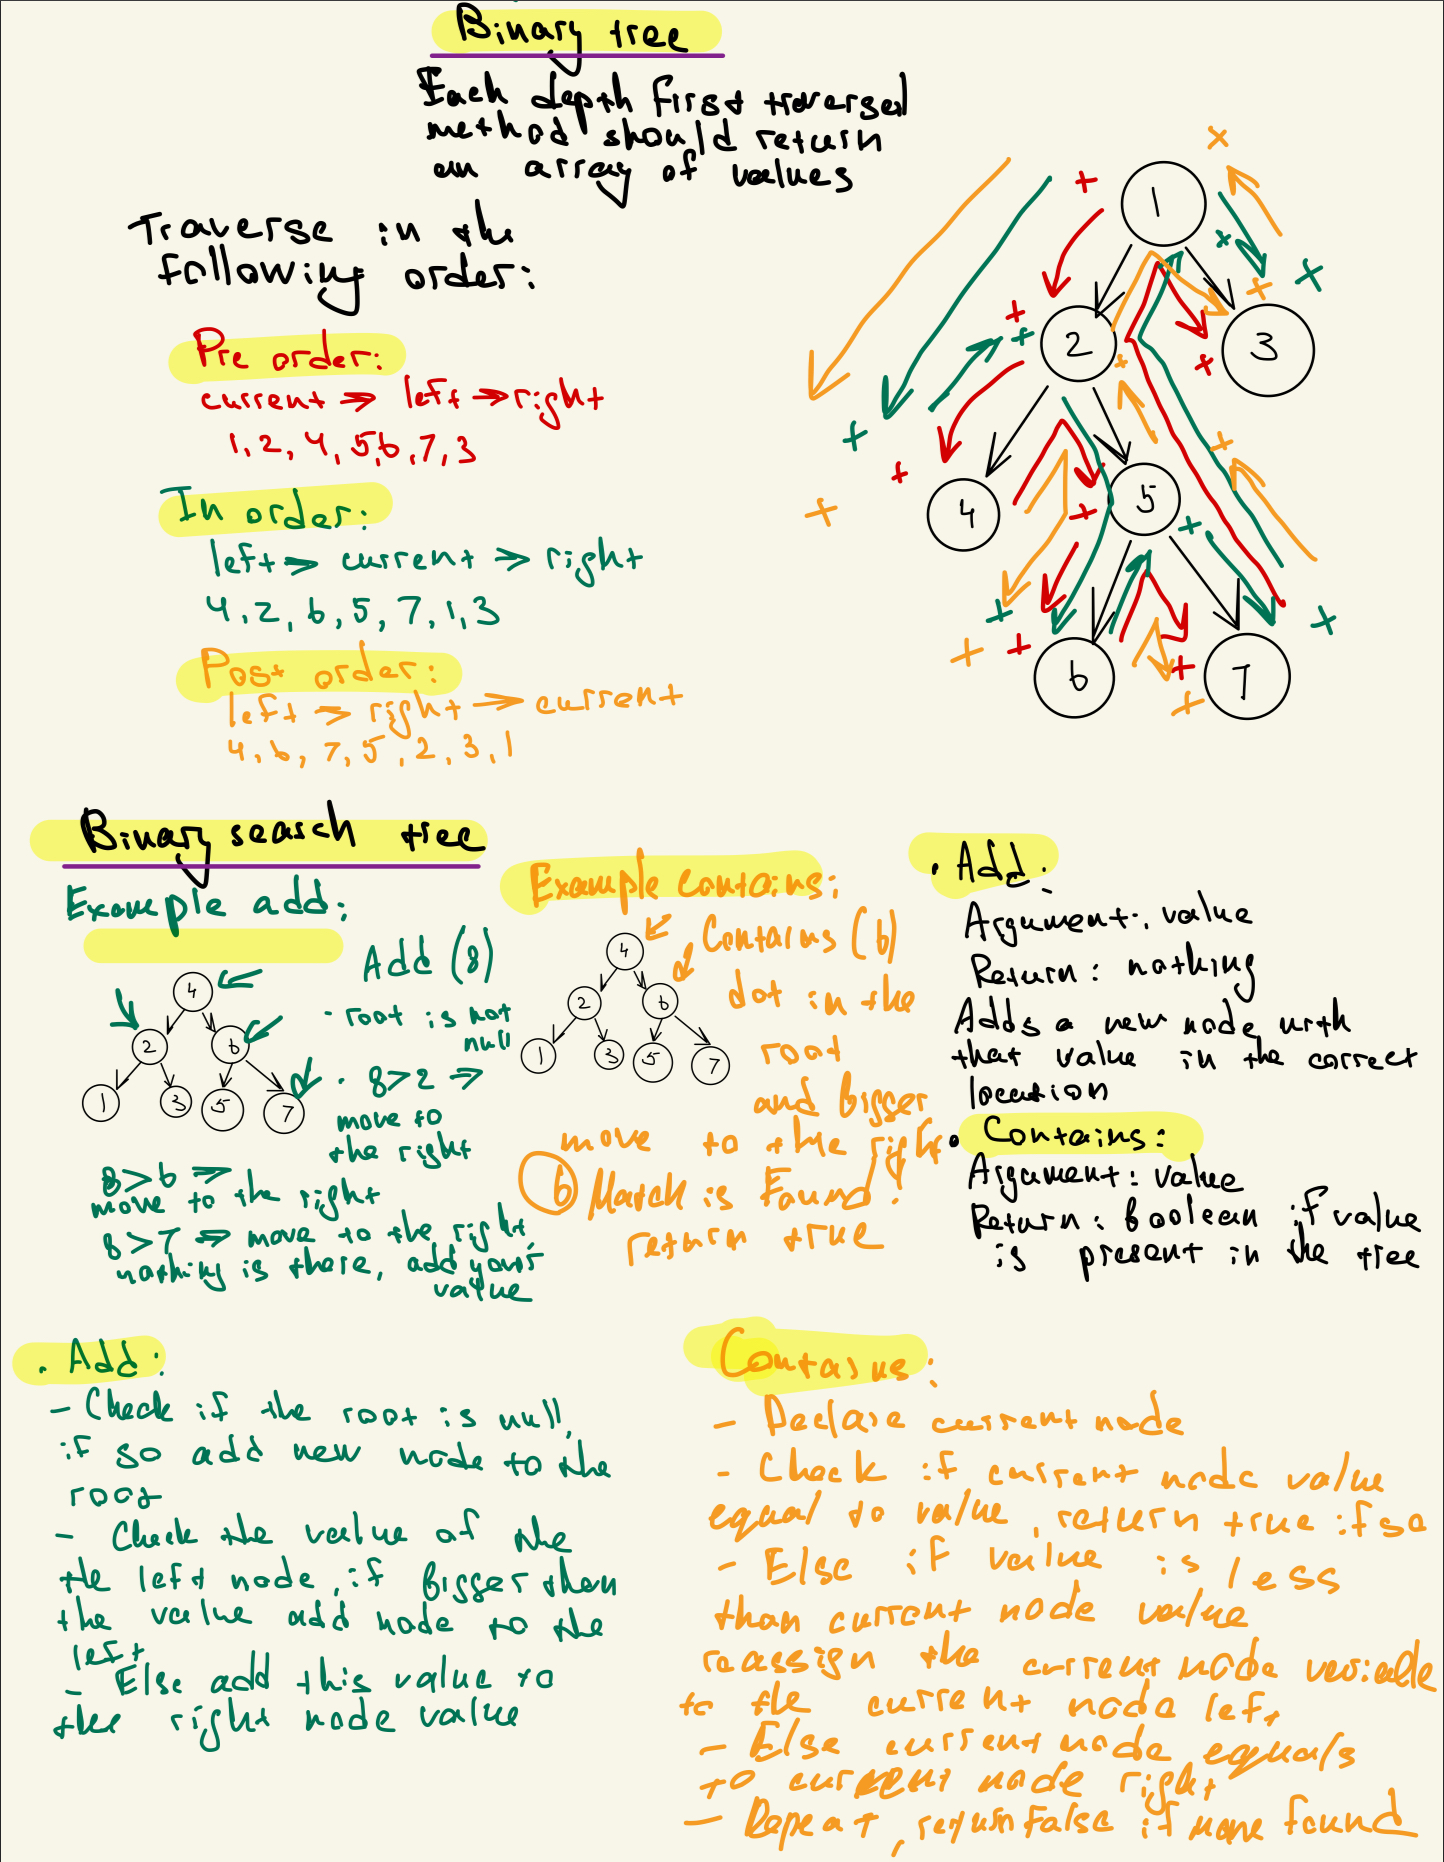 Binary tree
Each depth first traversal
method should return
an array of values
Traverse in the
following order:
Pre order:
current ⇒ left ⇒ right
1, 2, 4, 5, 6, 7, 3
In order:
left ⇒ current ⇒ right
4, 2, 6, 5, 7, 1, 3
Post order:
left ⇒ right → current
4, 6, 7, 5, 2, 3, 1
1
2
3
4
5
6
7
Binary search tree
Example add:
Add (8)
4
2
6
1
3
5
7
· root is not
null
· 8>2 ⇒
move to
the right
8>6 ⇒
move to the right
8>7 ⇒ move to the right,
nothing is there, add your
value
Example contains:
Contains (6)
4
2
6
1
3
5
7
dot in the
root
and bigger
move to the right
6 Match is Found!
return true
· Add:
Argument: value
Return: nothing
Adds a new node with
that value in the correct
location
· Contains:
Argument: value
Return: boolean if value
is present in the tree
· Add:
- Check if the root is null,
if so add new node to the
root
- Check the value of the
the left node, if bigger than
the value add node to the
left
- Else add this value to
the right node value
Contains:
- Declare current node
- Check if current node value
equal to value, return true if so
- Else if value is less
than current node value
reassign the current node variable
to the current node left
- Else current node equals
to current node right
- Repeat, return False if none found